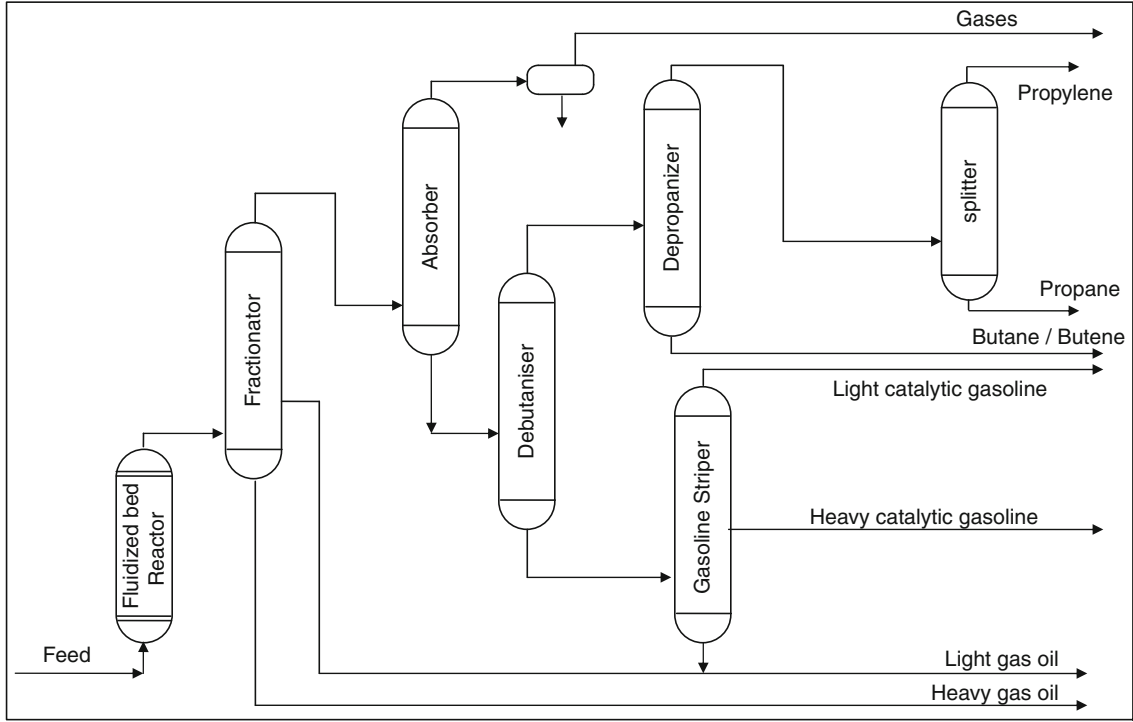 Gases
Propylene
splitter
Depropanizer
Absorber
Propane
Butane / Butene
Fractionator
Debutaniser
Light catalytic gasoline
Gasoline Striper
Heavy catalytic gasoline
Fluidized bed
Reactor
Feed
Light gas oil
Heavy gas oil